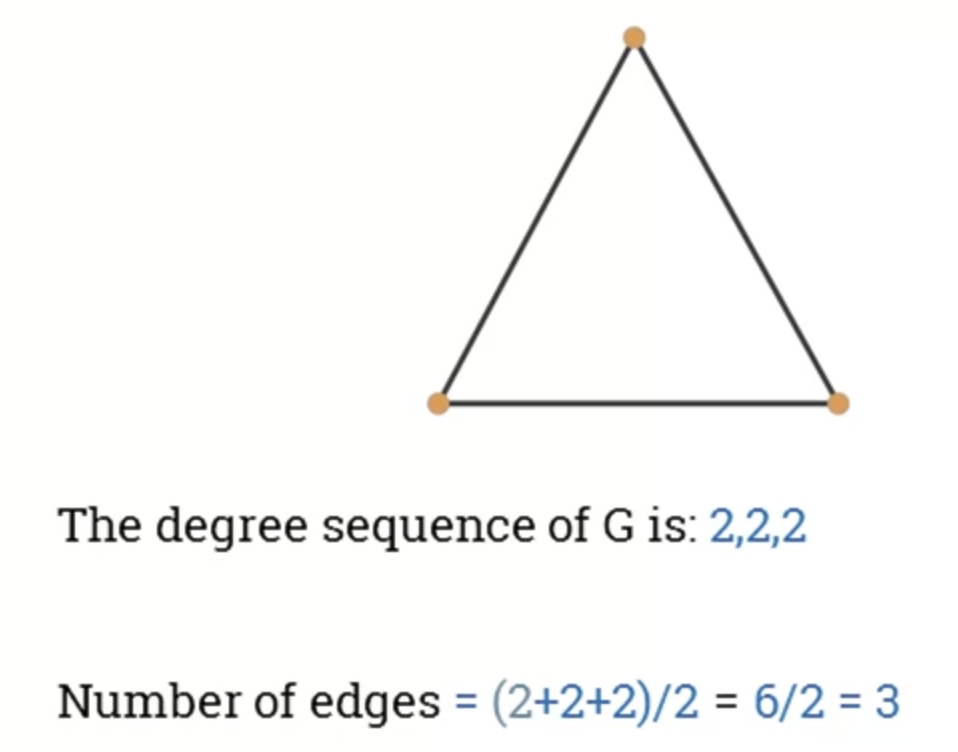 The degree sequence of G is: 2,2,2
Number of edges = (2+2+2)/2 = 6/2 = 3